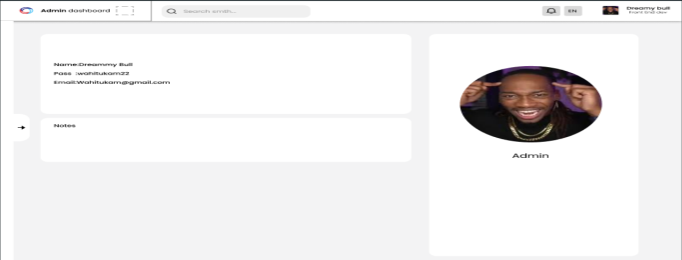 Admin dashboard
Search smth...
EN
Dreamy bull
Front End dev
Name:Dreammy Bull
Pass :wahitukam22
Email:Wahitukam@gmail.com
Notes
Admin